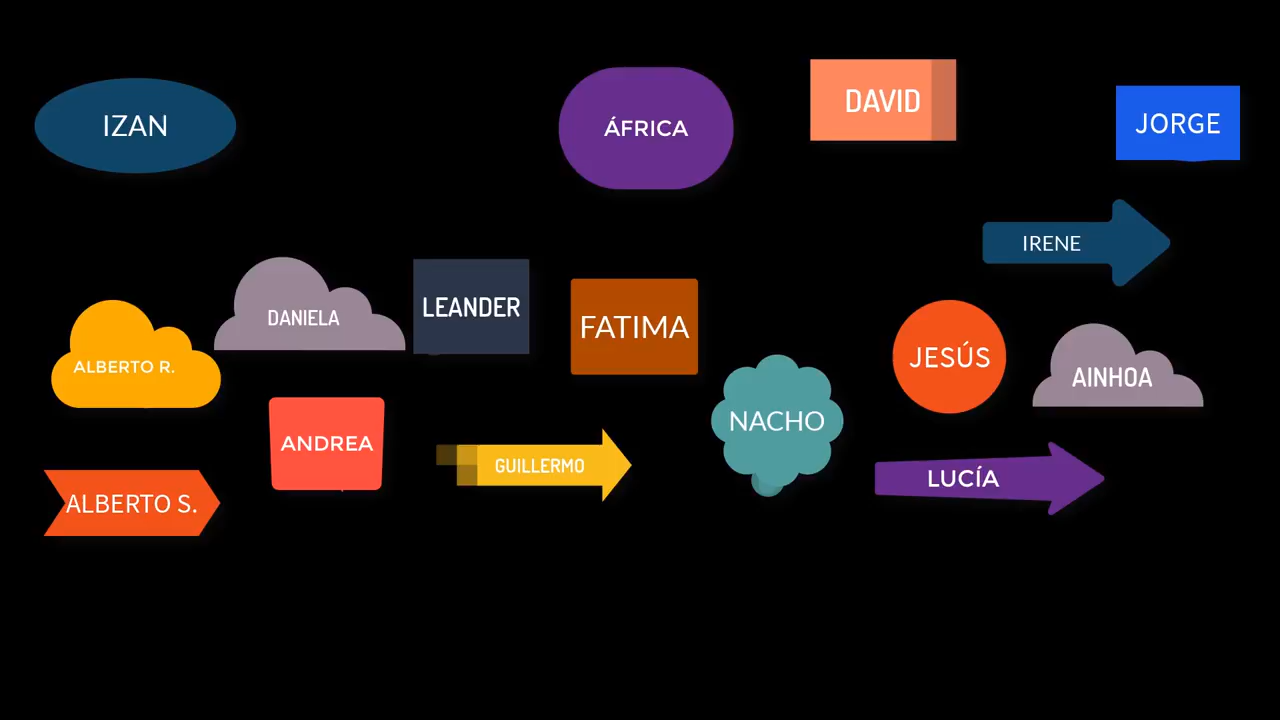 IZAN
ÁFRICA
DAVID
JORGE
IRENE
DANIELA
LEANDER
FATIMA
ALBERTO R.
JESÚS
AINHOA
ANDREA
GUILLERMO
NACHO
LUCÍA
ALBERTO S.